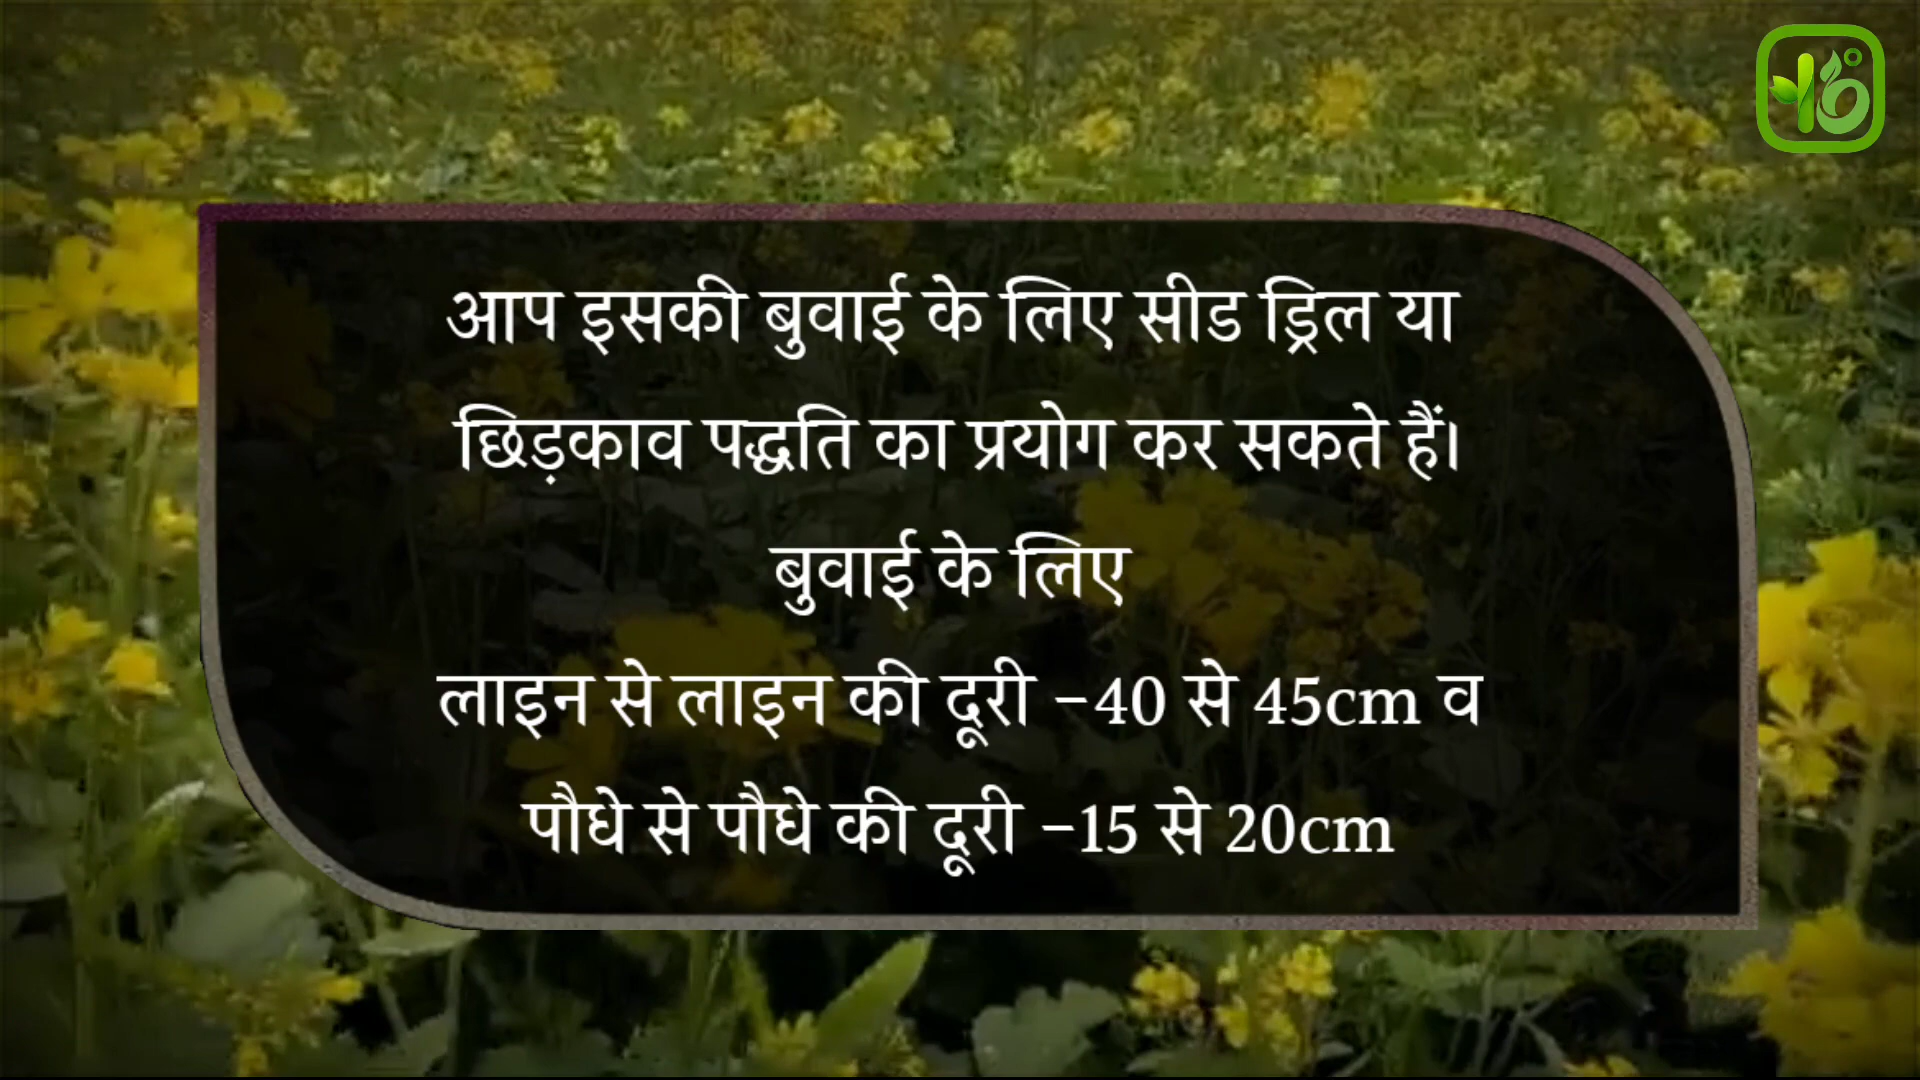 आप इसकी बुवाई के लिए सीड ड्रिल या
छिड़काव पद्धति का प्रयोग कर सकते हैं।
बुवाई के लिए
लाइन से लाइन की दूरी -40 से 45cm व
पौधे से पौधे की दूरी -15 से 20cm